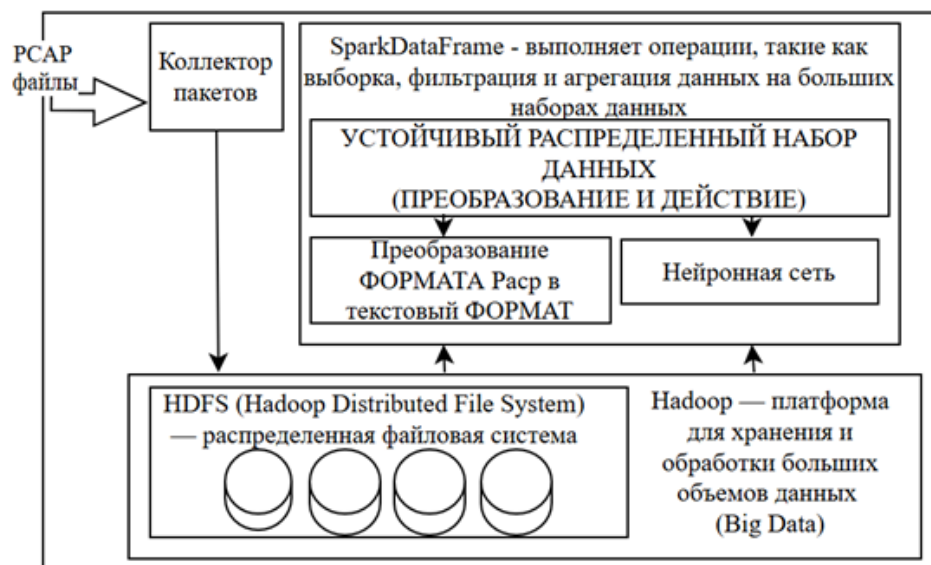 PCAP
файлы
Коллектор
пакетов
SparkDataFrame - выполняет операции, такие как
выборка, фильтрация и агрегация данных на больших
наборах данных
УСТОЙЧИВЫЙ РАСПРЕДЕЛЕННЫЙ НАБОР
ДАННЫХ
(ПРЕОБРАЗОВАНИЕ И ДЕЙСТВИЕ)
Преобразование
ФОРМАТА Pacp в
текстовый ФОРМАТ
Нейронная сеть
HDFS (Hadoop Distributed File System)
— распределенная файловая система
Hadoop — платформа
для хранения и
обработки больших
объемов данных
(Big Data)